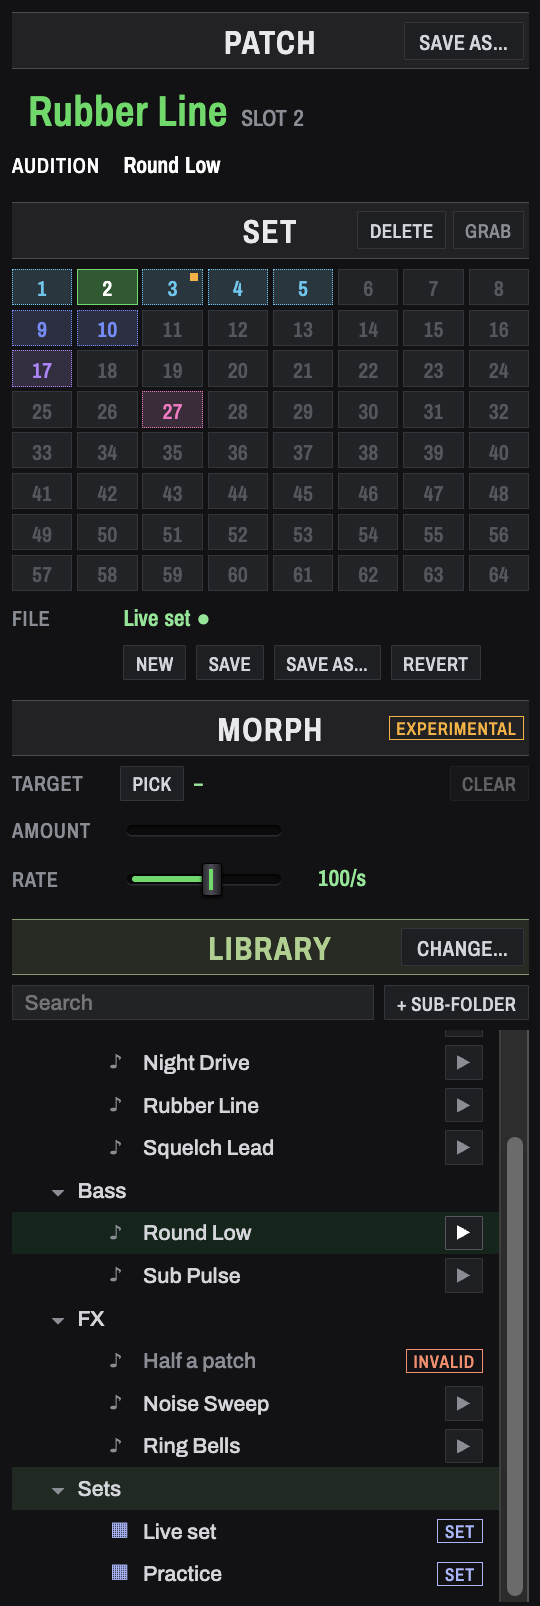 PATCH SAVE AS...
Rubber Line SLOT 2
AUDITION Round Low
SET DELETE GRAB
1 2 3 4 5 6 7 8
9 10 11 12 13 14 15 16
17 18 19 20 21 22 23 24
25 26 27 28 29 30 31 32
33 34 35 36 37 38 39 40
41 42 43 44 45 46 47 48
49 50 51 52 53 54 55 56
57 58 59 60 61 62 63 64
FILE Live set ●
NEW SAVE SAVE AS... REVERT
MORPH EXPERIMENTAL
TARGET PICK – CLEAR
AMOUNT
RATE 100/s
LIBRARY CHANGE...
Search + SUB-FOLDER
Night Drive
Rubber Line
Squelch Lead
Bass
Round Low
Sub Pulse
FX
Half a patch INVALID
Noise Sweep
Ring Bells
Sets
Live set SET
Practice SET